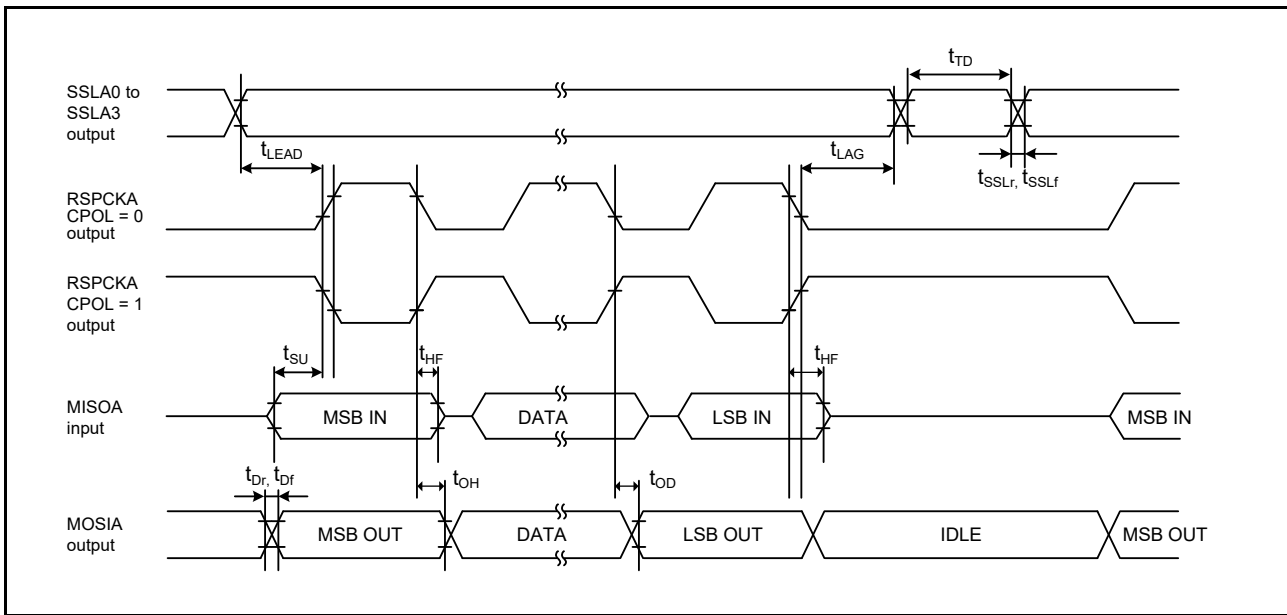 SSLA0 to
SSLA3
output
tTD
tLEAD
tLAG
tSSLr, tSSLf
RSPCKA
CPOL = 0
output
RSPCKA
CPOL = 1
output
tSU
tHF
tHF
MISOA
input
MSB IN
DATA
LSB IN
MSB IN
tDr, tDf
tOH
tOD
MOSIA
output
MSB OUT
DATA
LSB OUT
IDLE
MSB OUT